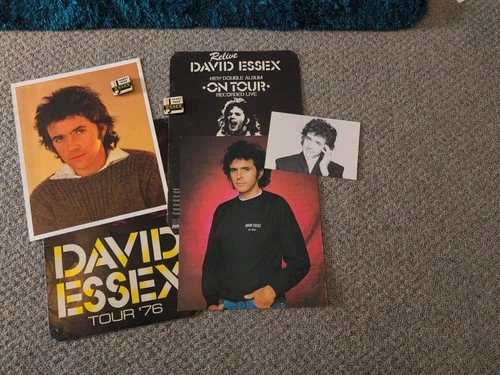 Relive
DAVID ESSEX
NEW DOUBLE ALBUM
•ON TOUR•
RECORDED LIVE
DAVID
ESSEX
TOUR '76